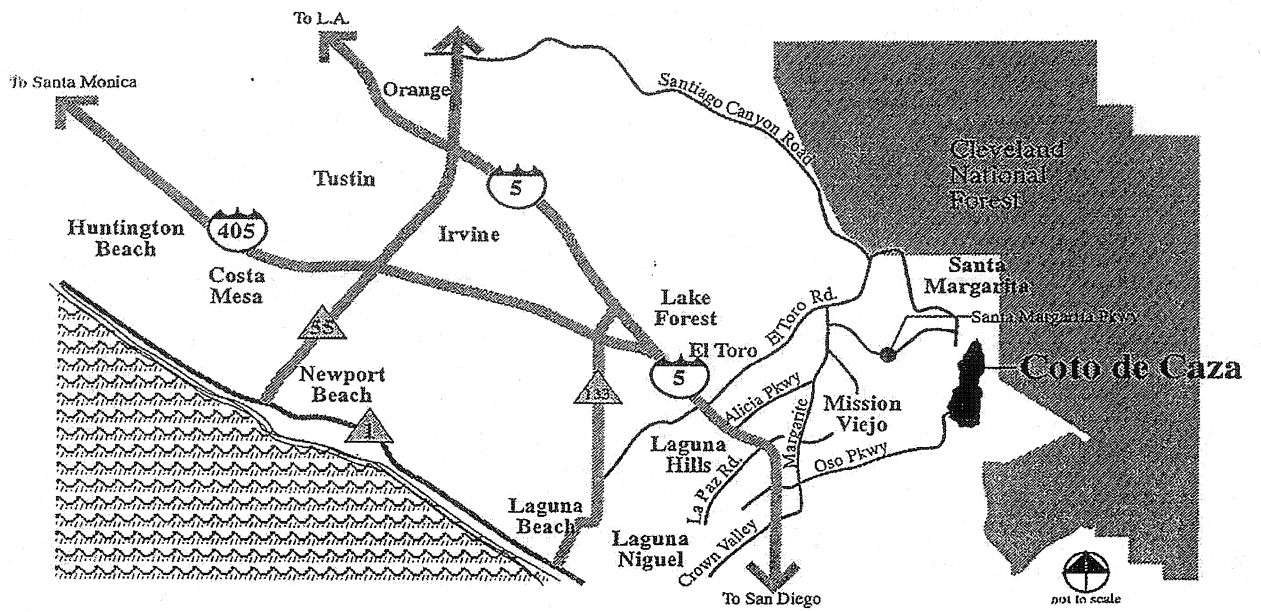 To L.A.
To Santa Monica
Orange
Santiago Canyon Road
Cleveland
National
Forest
Tustin
5
Huntington
Beach
405
Irvine
Costa
Mesa
Santa
Margarita
Lake
Forest
El Toro Rd.
Santa Margarita Pkwy
55
El Toro
Coto de Caza
5
Newport
Beach
133
Alicia Pkwy
Mission
Viejo
1
Margarite
Laguna
Hills
Oso Pkwy
La Paz Rd.
Laguna
Beach
Laguna
Niguel
Crown Valley
To San Diego
not to scale